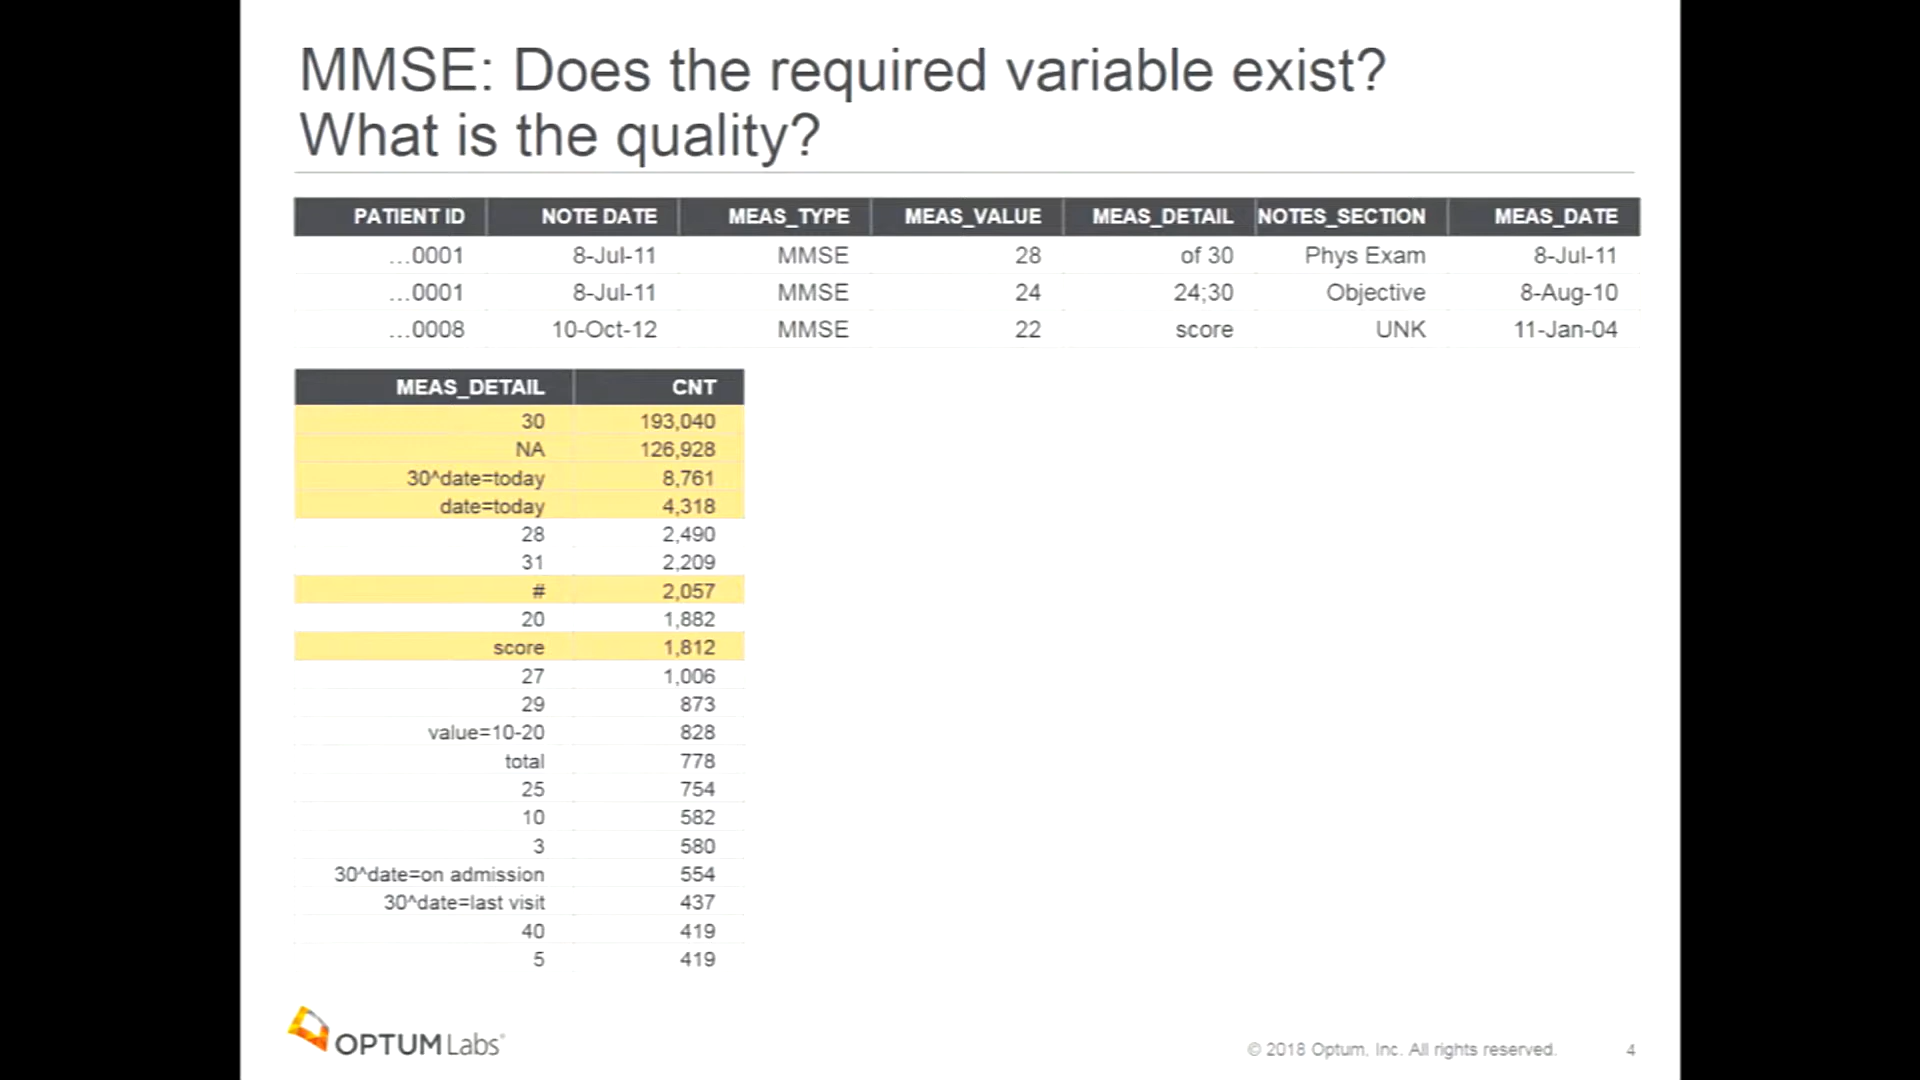 MMSE: Does the required variable exist?
What is the quality?
PATIENT ID NOTE DATE MEAS_TYPE MEAS_VALUE MEAS_DETAIL NOTES_SECTION MEAS_DATE
...0001 8-Jul-11 MMSE 28 of 30 Phys Exam 8-Jul-11
...0001 8-Jul-11 MMSE 24 24;30 Objective 8-Aug-10
...0008 10-Oct-12 MMSE 22 score UNK 11-Jan-04
MEAS_DETAIL CNT
30 193,040
NA 126,928
30^date=today 8,761
date=today 4,318
28 2,490
31 2,209
# 2,057
20 1,882
score 1,812
27 1,006
29 873
value=10-20 828
total 778
25 754
10 582
3 580
30^date=on admission 554
30^date=last visit 437
40 419
5 419
OPTUMLabs®
© 2018 Optum, Inc. All rights reserved. 4